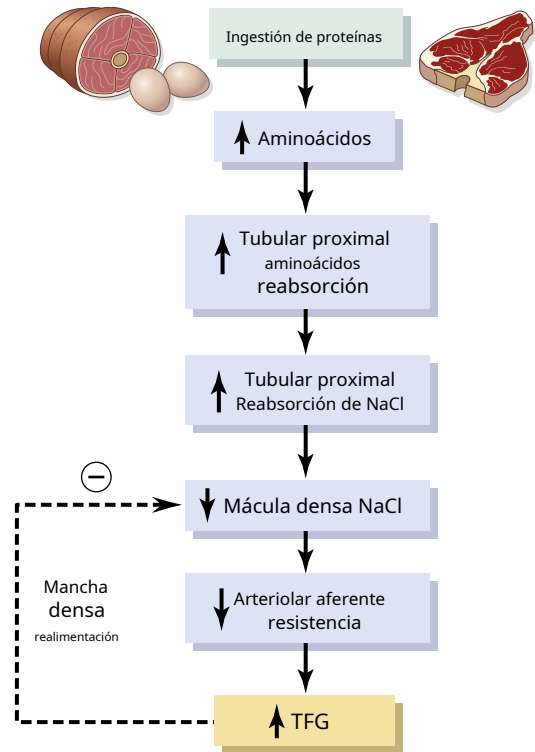 Ingestión de proteínas
Aminoácidos
Tubular proximal
aminoácidos
reabsorción
Tubular proximal
Reabsorción de NaCl
Mácula densa NaCl
Mancha
densa
realimentación
Arteriolar aferente
resistencia
TFG